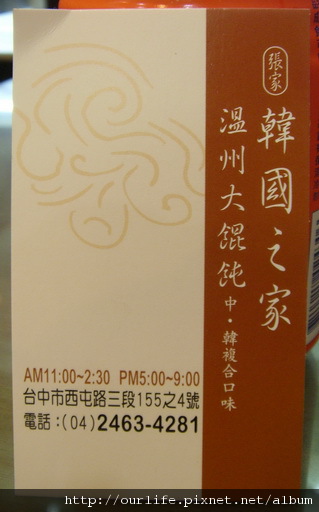 張家
韓國之家
溫州大餛飩
中・韓複合口味
AM11:00~2:30 PM5:00~9:00
台中市西屯路三段155之4號
電話:(04)2463-4281
http://ourlife.pixnet.net/album